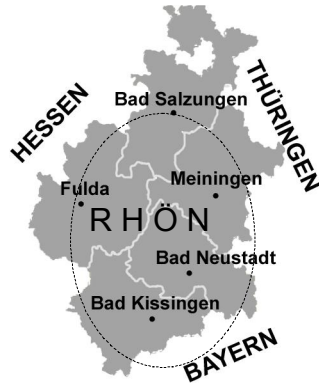 HESSEN
THÜRINGEN
Bad Salzungen
Fulda
Meiningen
RHÖN
Bad Neustadt
Bad Kissingen
BAYERN